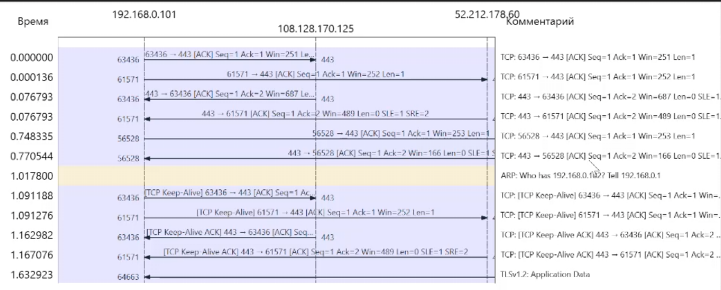 Время 192.168.0.101 108.128.170.125 52.212.178.60 Комментарий
0.000000 63436 63436 → 443 [ACK] Seq=1 Ack=1 Win=251 Le... 443 TCP: 63436 → 443 [ACK] Seq=1 Ack=1 Win=251 Len=1
0.000136 61571 61571 → 443 [ACK] Seq=1 Ack=1 Win=252 Len=1 TCP: 61571 → 443 [ACK] Seq=1 Ack=1 Win=252 Len=1
0.076793 63436 443 → 63436 [ACK] Seq=1 Ack=2 Win=687 Le... 443 TCP: 443 → 63436 [ACK] Seq=1 Ack=2 Win=687 Len=0 SLE=1
0.076793 61571 443 → 61571 [ACK] Seq=1 Ack=2 Win=489 Len=0 SLE=1 SRE=2 TCP: 443 → 61571 [ACK] Seq=1 Ack=2 Win=489 Len=0 SLE=1
0.748335 56528 56528 → 443 [ACK] Seq=1 Ack=1 Win=253 Len=1 TCP: 56528 → 443 [ACK] Seq=1 Ack=1 Win=253 Len=1
0.770544 56528 443 → 56528 [ACK] Seq=1 Ack=2 Win=166 Len=0 SLE=1 S TCP: 443 → 56528 [ACK] Seq=1 Ack=2 Win=166 Len=0 SLE=1
1.017800 ARP: Who has Tell 192.168.0.1
1.091188 63436 [TCP Keep-Alive] 63436 → 443 [ACK] Seq=1 Ac... 443 TCP: [TCP Keep-Alive] 63436 → 443 [ACK] Seq=1 Ack=1 Win=...
1.091276 61571 [TCP Keep-Alive] 61571 → 443 [ACK] Seq=1 Ack=1 Win=252 Len=1 TCP: [TCP Keep-Alive] 61571 → 443 [ACK] Seq=1 Ack=1 Win=...
1.162982 63436 [TCP Keep-Alive ACK] 443 → 63436 [ACK] Seq... 443 TCP: [TCP Keep-Alive ACK] 443 → 63436 [ACK] Seq=1 Ack=2 ...
1.167076 61571 [TCP Keep-Alive ACK] 443 → 61571 [ACK] Seq=1 Ack=2 Win=489 Len=0 SLE=1 SRE=2 TCP: [TCP Keep-Alive ACK] 443 → 61571 [ACK] Seq=1 Ack=2 ...
1.632923 64663 TLSv1.2: Application Data